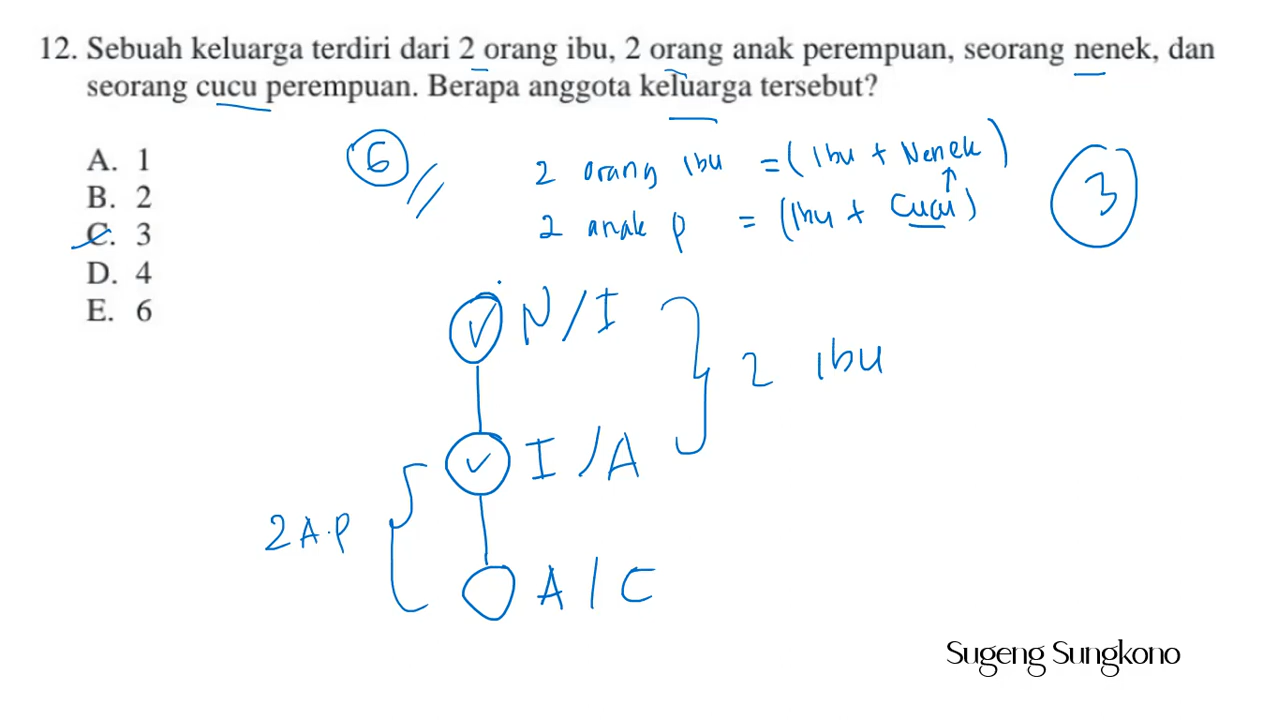 12. Sebuah keluarga terdiri dari 2 orang ibu, 2 orang anak perempuan, seorang nenek, dan
seorang cucu perempuan. Berapa anggota keluarga tersebut?
A. 1
B. 2
C. 3
D. 4
E. 6
6
2 orang ibu = (Ibu + Nenek)
2 anak p = (Ibu + Cucu)
3
N/I
2 ibu
I/A
2 A.P
A/C
Sugeng Sungkono